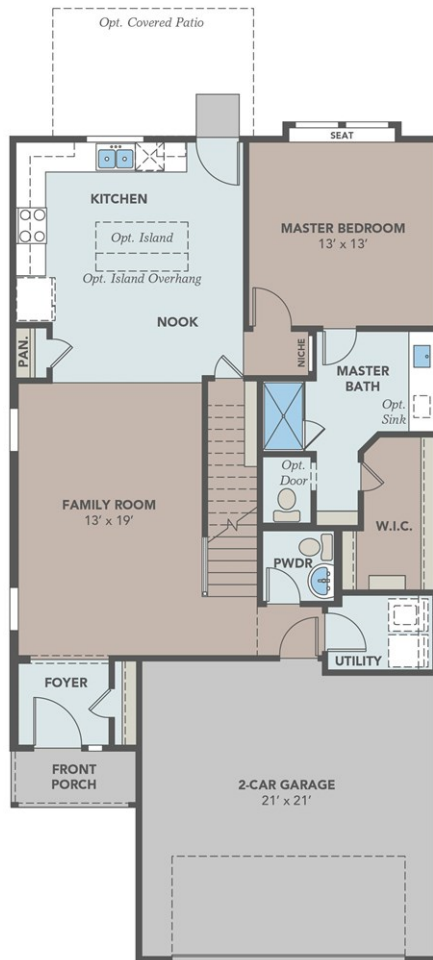 Opt. Covered Patio
SEAT
KITCHEN
MASTER BEDROOM
13' x 13'
Opt. Island
Opt. Island Overhang
NOOK
PAN.
NICHE
MASTER
BATH
Opt.
Sink
Opt.
Door
FAMILY ROOM
13' x 19'
W.I.C.
PWDR
UTILITY
FOYER
FRONT
PORCH
2-CAR GARAGE
21' x 21'